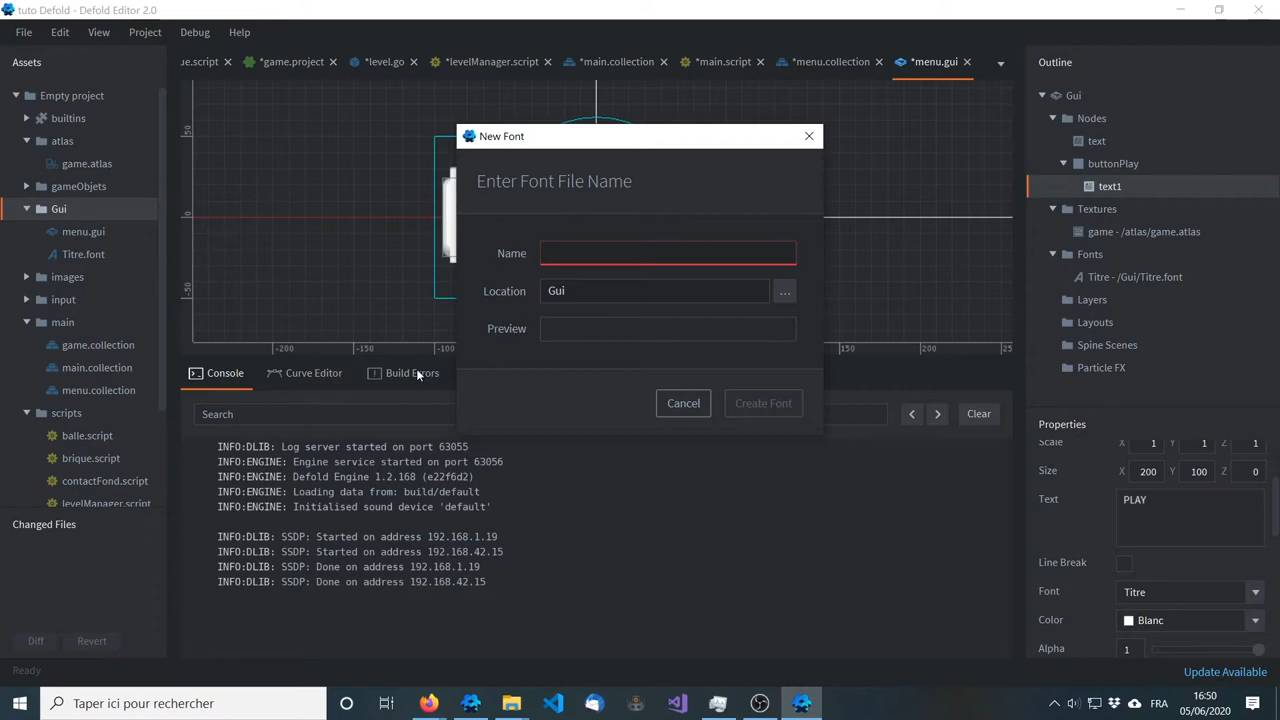 tuto Defold - Defold Editor 2.0
File Edit View Project Debug Help
Assets
Empty project
builtins
atlas
game.atlas
gameObjets
Gui
menu.gui
Titre.font
images
input
main
game.collection
main.collection
menu.collection
scripts
balle.script
brique.script
contactFond.script
levelManager.script
Changed Files
Diff Revert
Ready
ue.script *game.project *level.go *levelManager.script *main.collection *main.script *menu.collection *menu.gui
50
0
-50
-200 -150 -100 150 200
New Font
Enter Font File Name
Name
Location Gui ...
Preview
Cancel Create Font
Console Curve Editor Build Errors
Search Clear
INFO:DLIB: Log server started on port 63055
INFO:ENGINE: Engine service started on port 63056
INFO:ENGINE: Defold Engine 1.2.168 (e22f6d2)
INFO:ENGINE: Loading data from: build/default
INFO:ENGINE: Initialised sound device 'default'
INFO:DLIB: SSDP: Started on address 192.168.1.19
INFO:DLIB: SSDP: Started on address 192.168.42.15
INFO:DLIB: SSDP: Done on address 192.168.1.19
INFO:DLIB: SSDP: Done on address 192.168.42.15
Outline
Gui
Nodes
text
buttonPlay
text1
Textures
game - /atlas/game.atlas
Fonts
Titre - /Gui/Titre.font
Layers
Layouts
Spine Scenes
Particle FX
Properties
Scale X 1 Y 1 Z 1
Size X 200 Y 100 Z 0
Text PLAY
Line Break
Font Titre
Color Blanc
Alpha 1
Update Available
Taper ici pour rechercher
FRA
16:50
05/06/2020